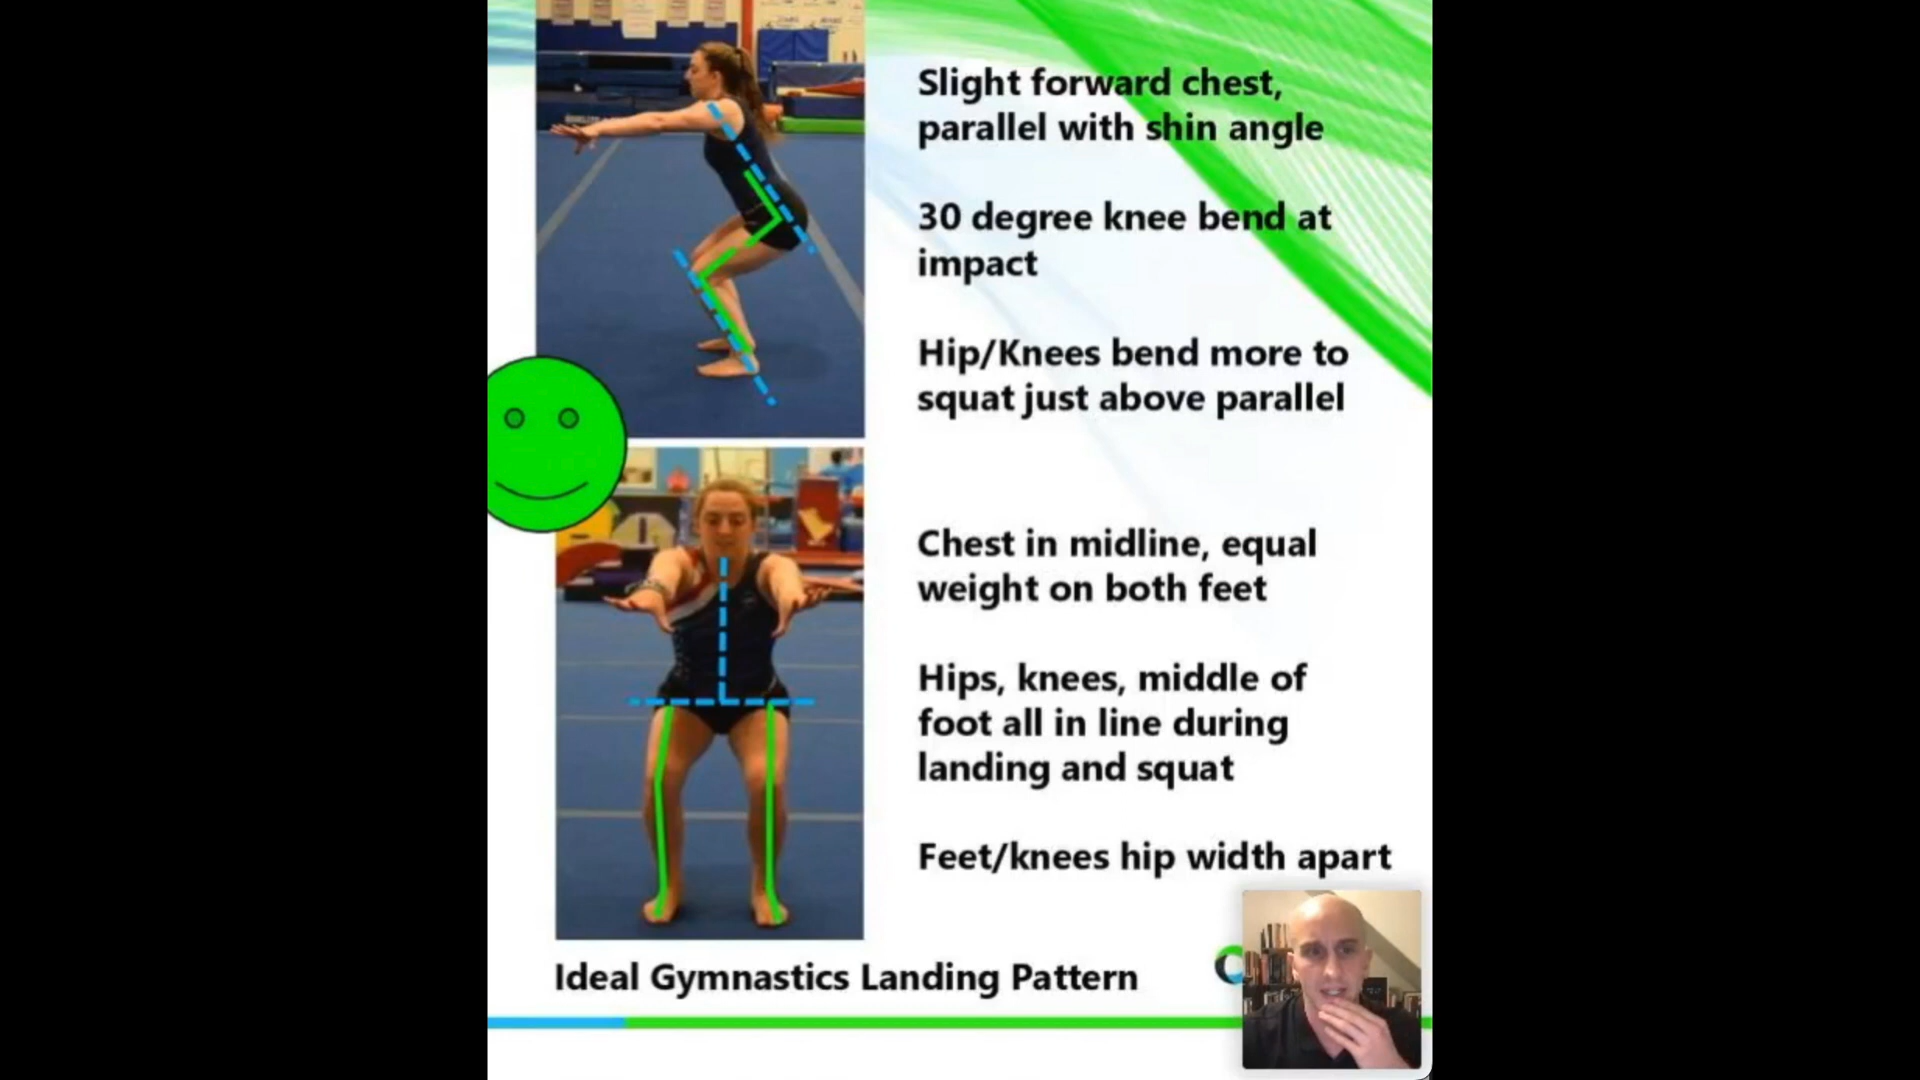 Slight forward chest,
parallel with shin angle
30 degree knee bend at
impact
Hip/Knees bend more to
squat just above parallel
Chest in midline, equal
weight on both feet
Hips, knees, middle of
foot all in line during
landing and squat
Feet/knees hip width apart
Ideal Gymnastics Landing Pattern